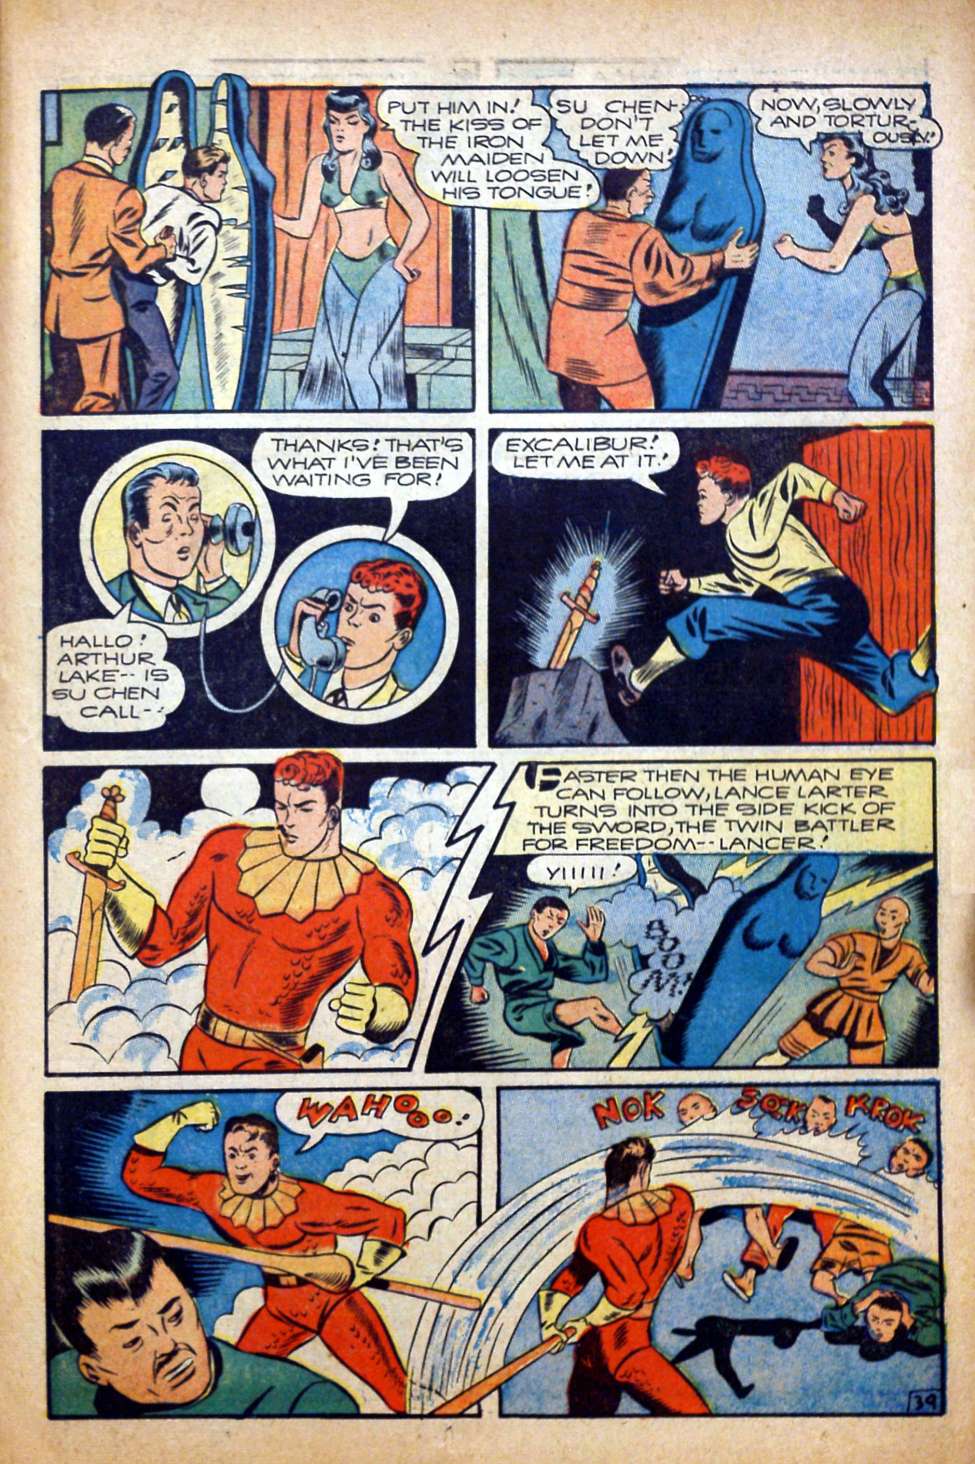 PUT HIM IN!
THE KISS OF
THE IRON
MAIDEN
WILL LOOSEN
HIS TONGUE!
SU CHEN-
DON'T
LET ME
DOWN!
NOW, SLOWLY
AND TORTUR-
OUSLY!
HALLO!
ARTHUR
LAKE-- IS
SU CHEN
CALL--
THANKS! THAT'S
WHAT I'VE BEEN
WAITING FOR!
EXCALIBUR!
LET ME AT IT!
FASTER THEN THE HUMAN EYE
CAN FOLLOW, LANCE LARTER
TURNS INTO THE SIDE KICK OF
THE SWORD, THE TWIN BATTLER
FOR FREEDOM--LANCER!
YIIIII!
BOOOOM!
WAHOOOO!
NOK SOCK KROK
39